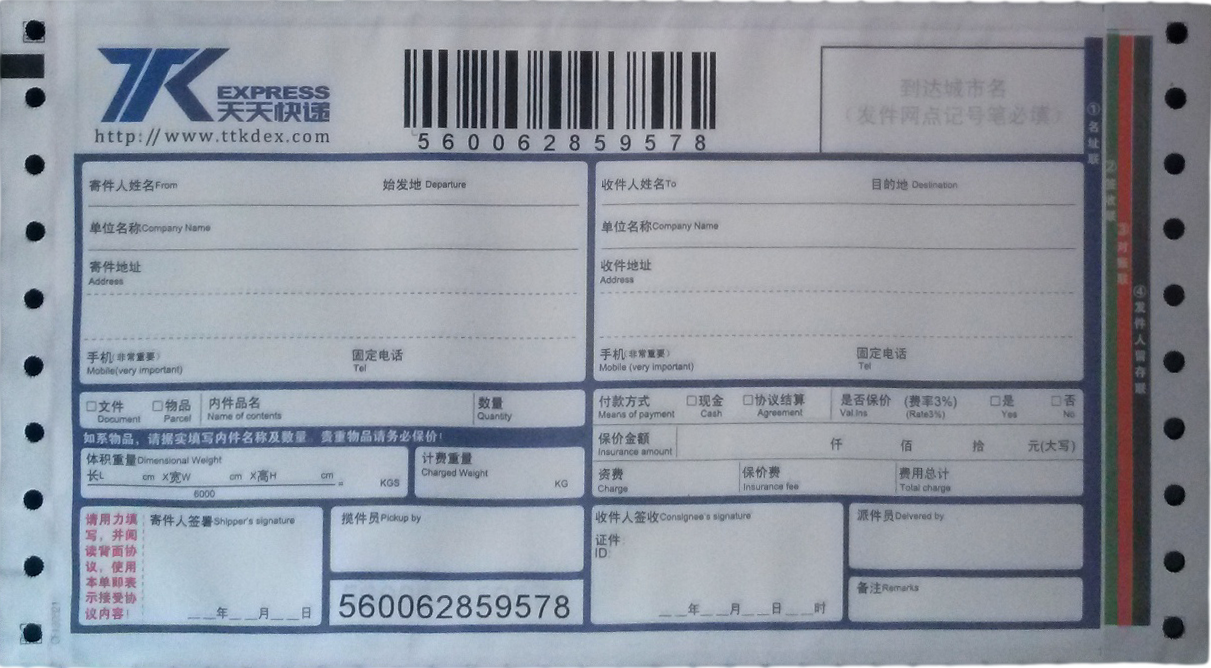 TK EXPRESS
天天快递
http://www.ttkdex.com
560062859578
到达城市名
(发件网点记号笔必填)
①名址联
②签收联
③对账联
④发件人留存联
寄件人姓名From 始发地 Departure
单位名称Company Name
寄件地址
Address
手机(非常重要) 固定电话
Mobile(very important) Tel
收件人姓名To 目的地 Destination
单位名称Company Name
收件地址
Address
手机(非常重要) 固定电话
Mobile (very important) Tel
□文件 □物品 内件品名 数量
Document Parcel Name of contents Quantity
如系物品，请据实填写内件名称及数量。贵重物品请务必保价!
体积重量Dimensional Weight
长L cm X宽W cm X高H cm = KGS
6000
计费重量
Charged Weight KG
付款方式 □现金 □协议结算 是否保价 (费率3%) □是 □否
Means of payment Cash Agreement Val.Ins (Rate3%) Yes No
保价金额 仟 佰 拾 元(大写)
Insurance amount
资费 保价费 费用总计
Charge Insurance fee Total charge
请用力填
写，并阅
读背面协
议，使用
本单即表
示接受协
议内容!
寄件人签署Shipper's signature
__年__月__日
揽件员Pickup by
560062859578
收件人签收Consignee's signature
证件
ID:
__年__月__日__时
派件员Delivered by
备注Remarks